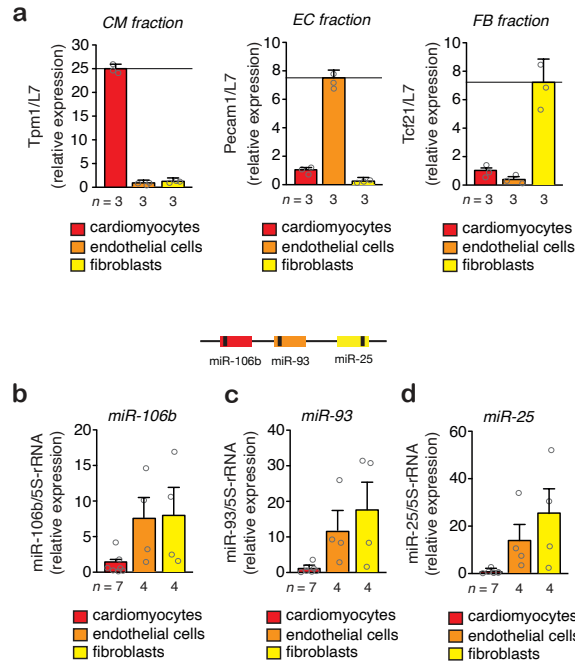 a
CM fraction
EC fraction
FB fraction
Tpm1/L7
(relative expression)
30
25
20
15
10
5
0
n = 3 3 3
Pecam1/L7
(relative expression)
10
8
6
4
2
0
n = 3 3 3
Tcf21/L7
(relative expression)
10
8
6
4
2
0
n = 3 3 3
cardiomyocytes
endothelial cells
fibroblasts
cardiomyocytes
endothelial cells
fibroblasts
cardiomyocytes
endothelial cells
fibroblasts
miR-106b
miR-93
miR-25
b
miR-106b
miR-106b/5S-rRNA
(relative expression)
20
15
10
5
0
n = 7 4 4
cardiomyocytes
endothelial cells
fibroblasts
c
miR-93
miR-93/5S-rRNA
(relative expression)
40
30
20
10
0
n = 7 4 4
cardiomyocytes
endothelial cells
fibroblasts
d
miR-25
miR-25/5S-rRNA
(relative expression)
60
40
20
0
n = 7 4 4
cardiomyocytes
endothelial cells
fibroblasts